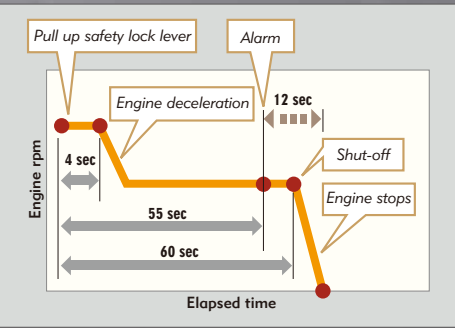 Pull up safety lock lever
Alarm
Engine deceleration
12 sec
4 sec
Shut-off
Engine stops
55 sec
60 sec
Engine rpm
Elapsed time